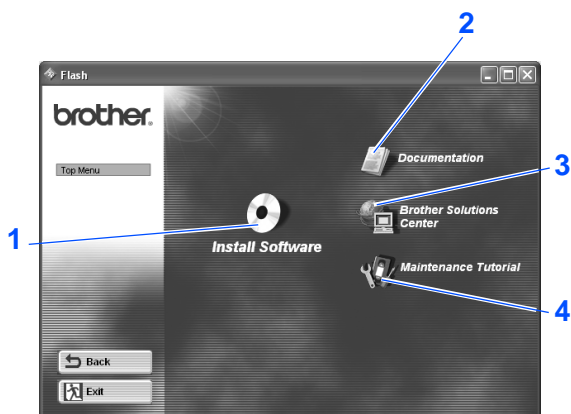 2
Flash
brother.
Documentation
3
Top Menu
Brother Solutions
Center
1
Install Software
Maintenance Tutorial
4
Back
Exit